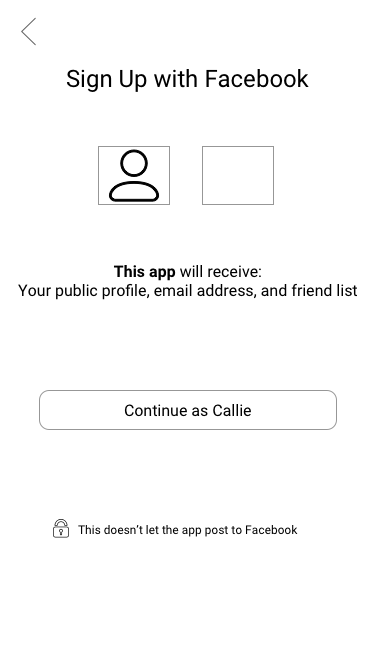 Sign Up with Facebook
This app will receive:
Your public profile, email address, and friend list
Continue as Callie
This doesn't let the app post to Facebook